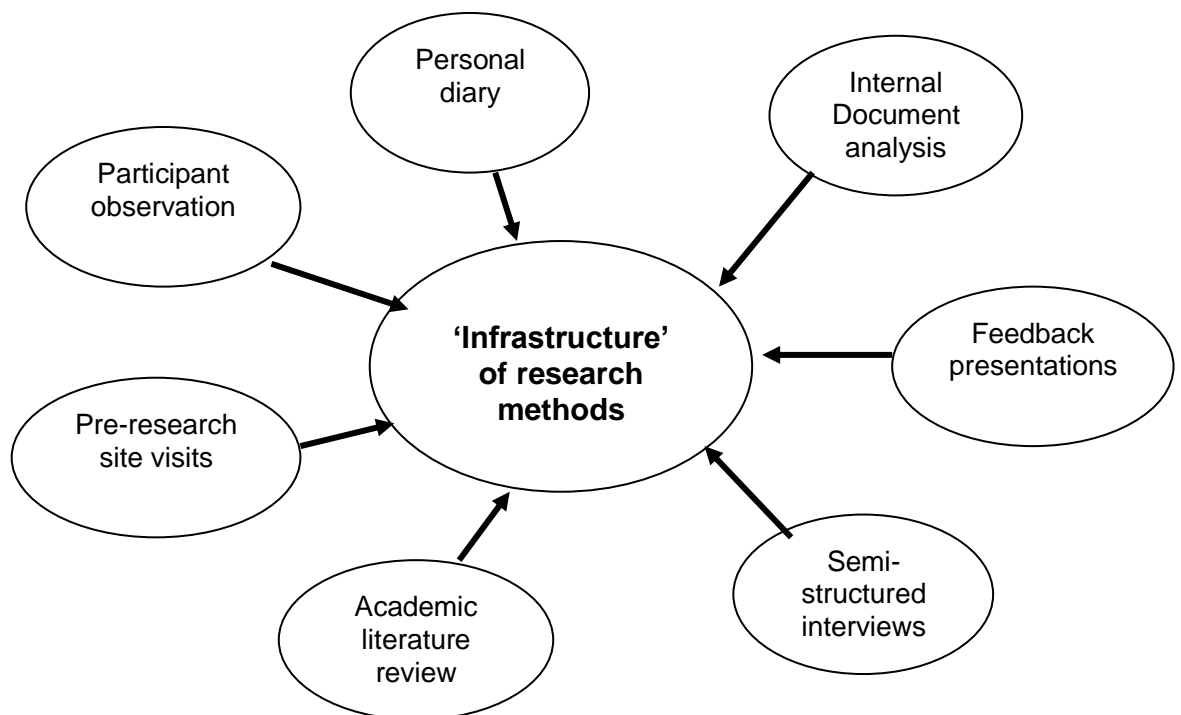 Personal
diary
Internal
Document
analysis
Participant
observation
‘Infrastructure’
of research
methods
Feedback
presentations
Pre-research
site visits
Academic
literature
review
Semi-
structured
interviews